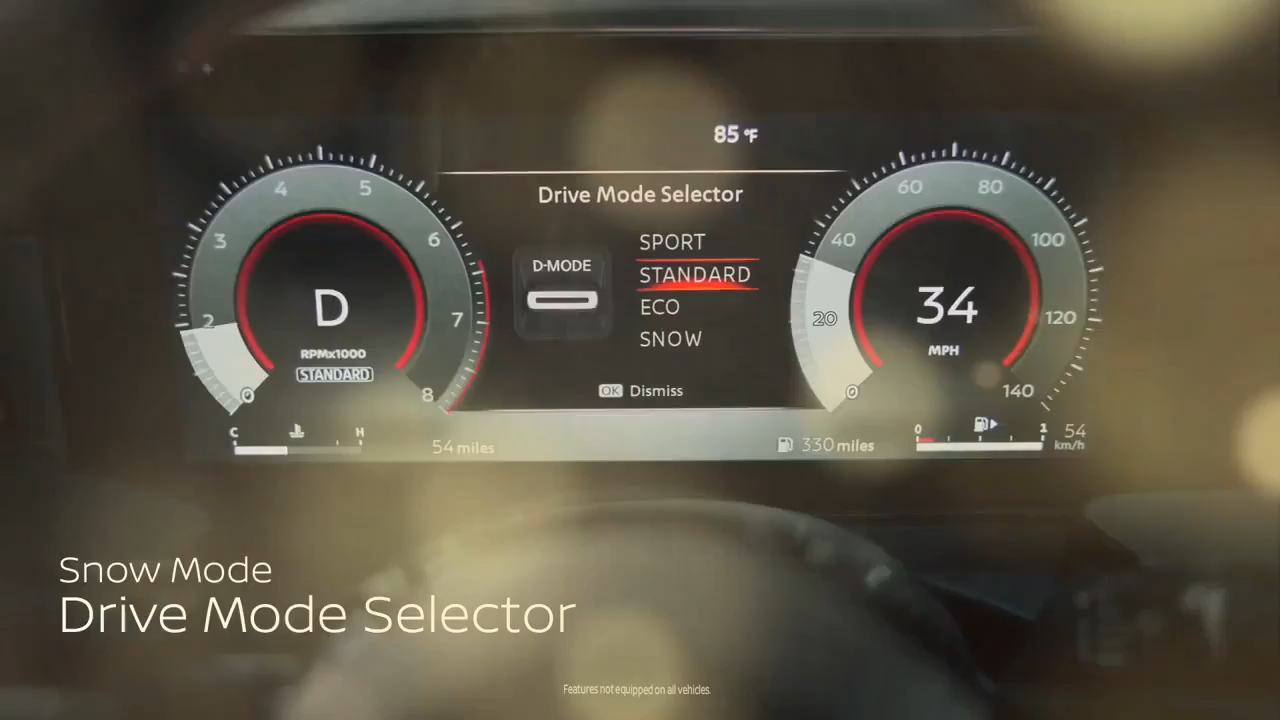 85 °F
Drive Mode Selector
SPORT
D-MODE
STANDARD
ECO
SNOW
OK Dismiss
0 2 3 4 5 6 7 8
D
RPMx1000
STANDARD
0 20 40 60 80 100 120 140
34
MPH
C H
54 miles
330 miles
0 1
54
km/h
Snow Mode
Drive Mode Selector
Features not equipped on all vehicles.